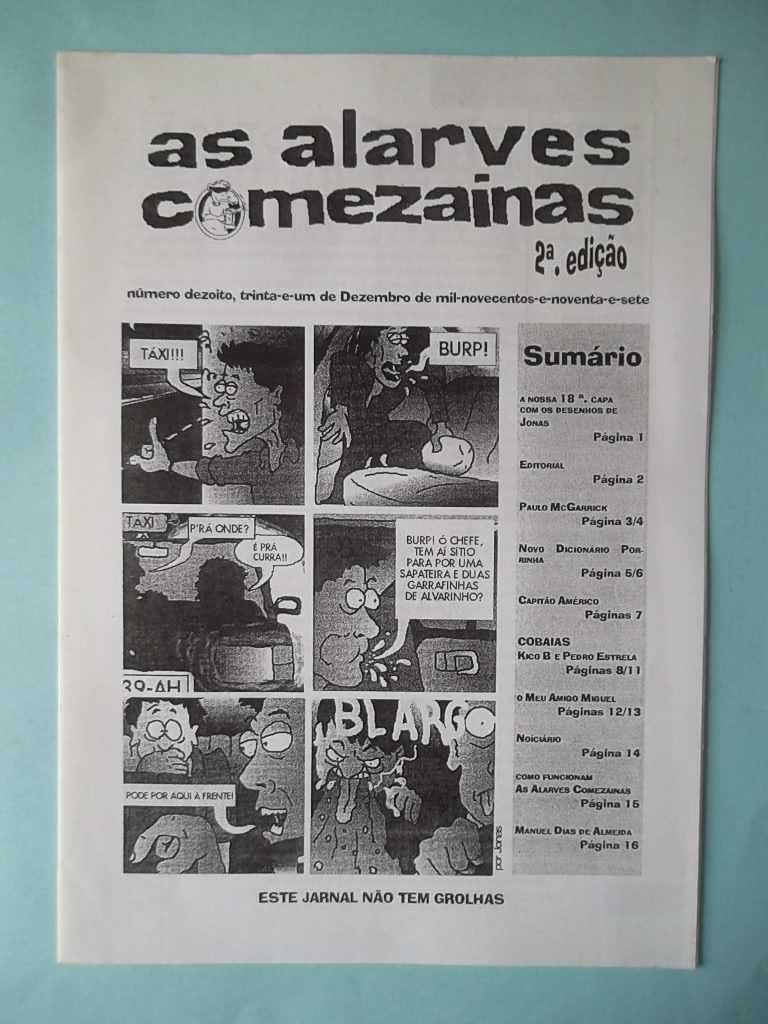 as alarves
comezainas
2ª. edição
número dezoito, trinta-e-um de Dezembro de mil-novecentos-e-noventa-e-sete
TÁXI!!!
BURP!
TÁXI
P'RÁ ONDE?
É PRÁ
CURRA!!
39-AH
BURP! Ó CHEFE,
TEM AÍ SÍTIO
PARA POR UMA
SAPATEIRA E DUAS
GARRAFINHAS
DE ALVARINHO?
PODE POR AQUI À FRENTE!
BLARGO
por Jonas
Sumário
A NOSSA 18 ª. CAPA
COM OS DESENHOS DE
JONAS
Página 1
EDITORIAL
Página 2
PAULO MCGARRICK
Página 3/4
NOVO DICIONÁRIO POR-
RINHA
Página 5/6
CAPITÃO AMÉRICO
Páginas 7
COBAIAS
KICO B E PEDRO ESTRELA
Páginas 8/11
O MEU AMIGO MIGUEL
Páginas 12/13
NOÍCIÁRIO
Página 14
COMO FUNCIONAM
AS ALARVES COMEZAINAS
Página 15
MANUEL DIAS DE ALMEIDA
Página 16
ESTE JARNAL NÃO TEM GROLHAS